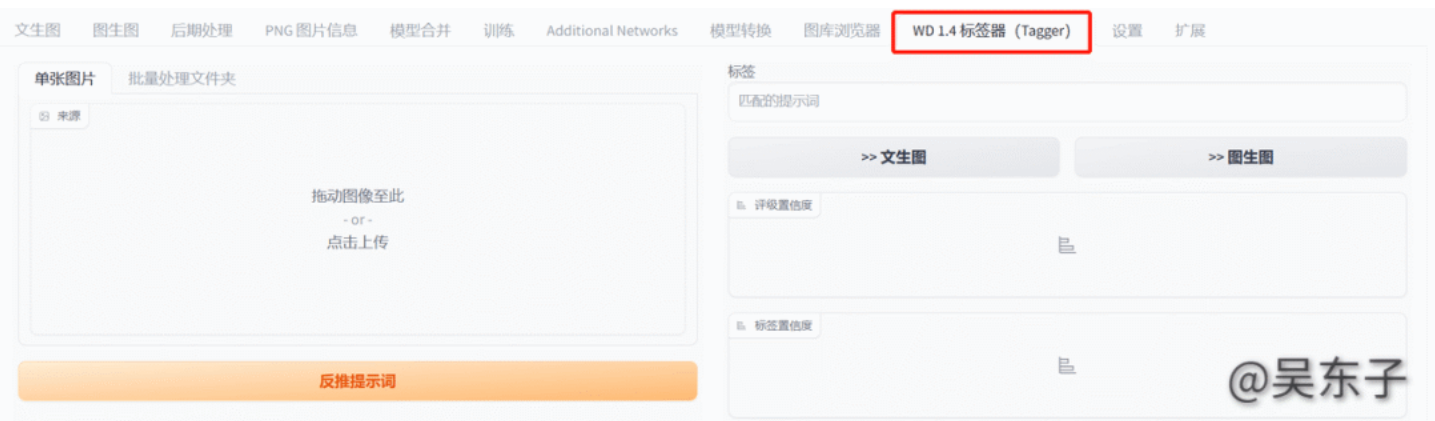 文生图 图生图 后期处理 PNG 图片信息 模型合并 训练 Additional Networks 模型转换 图库浏览器 WD 1.4 标签器（Tagger） 设置 扩展
单张图片 批量处理文件夹
来源
拖动图像至此
- or -
点击上传
反推提示词
标签
匹配的提示词
>> 文生图 >> 图生图
评级置信度
标签置信度
@吴东子